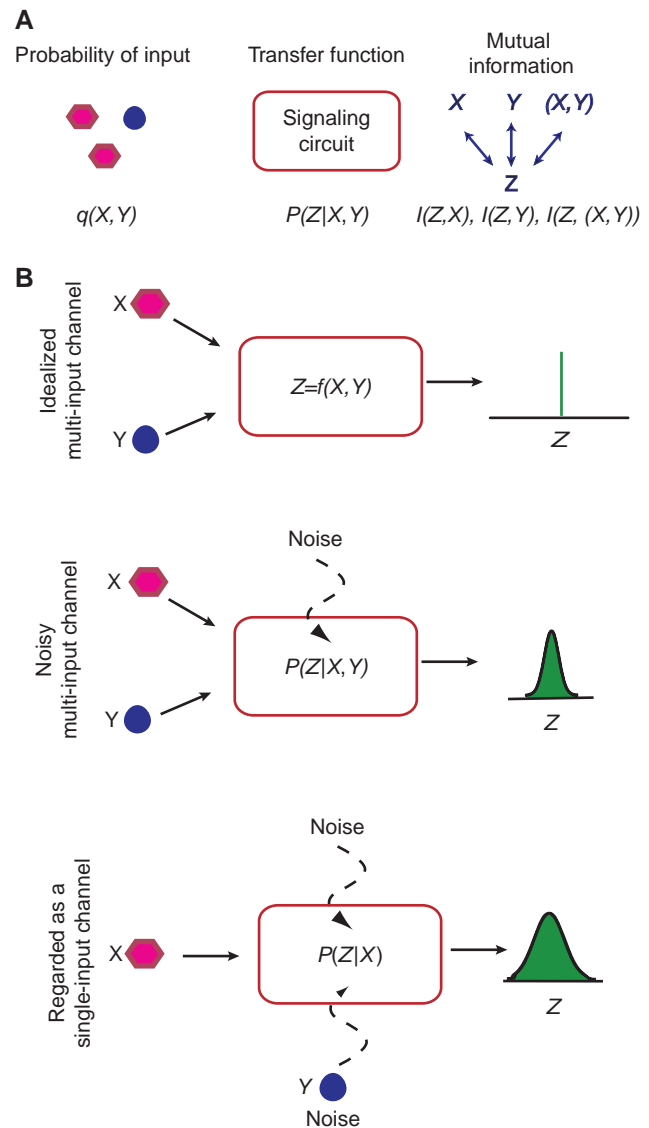 A
Probability of input
Transfer function
Mutual
information
Signaling
circuit
X Y (X,Y)
Z
q(X,Y)
P(Z|X,Y)
I(Z,X), I(Z,Y), I(Z, (X,Y))
B
Idealized
multi-input channel
X
Y
Z=f(X,Y)
Z
Noisy
multi-input channel
Noise
X
Y
P(Z|X,Y)
Z
Regarded as a
single-input channel
Noise
X
P(Z|X)
Z
Y
Noise